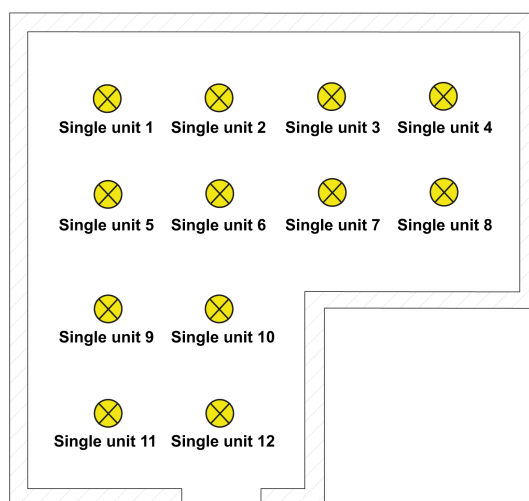 Single unit 1
Single unit 2
Single unit 3
Single unit 4
Single unit 5
Single unit 6
Single unit 7
Single unit 8
Single unit 9
Single unit 10
Single unit 11
Single unit 12